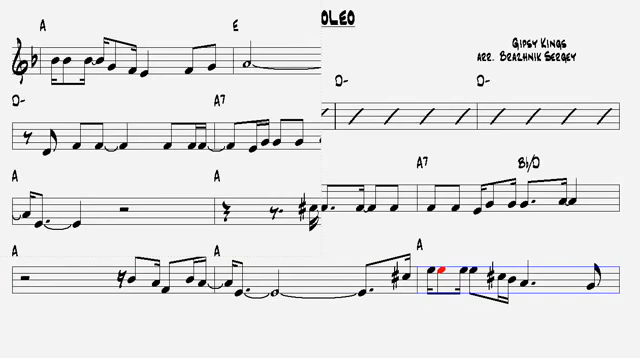 OLEO
Gipsy Kings
arr. Brazhnik Sergey
A E
D- D-
D- A7
A7 Bb/D
A A
A A A